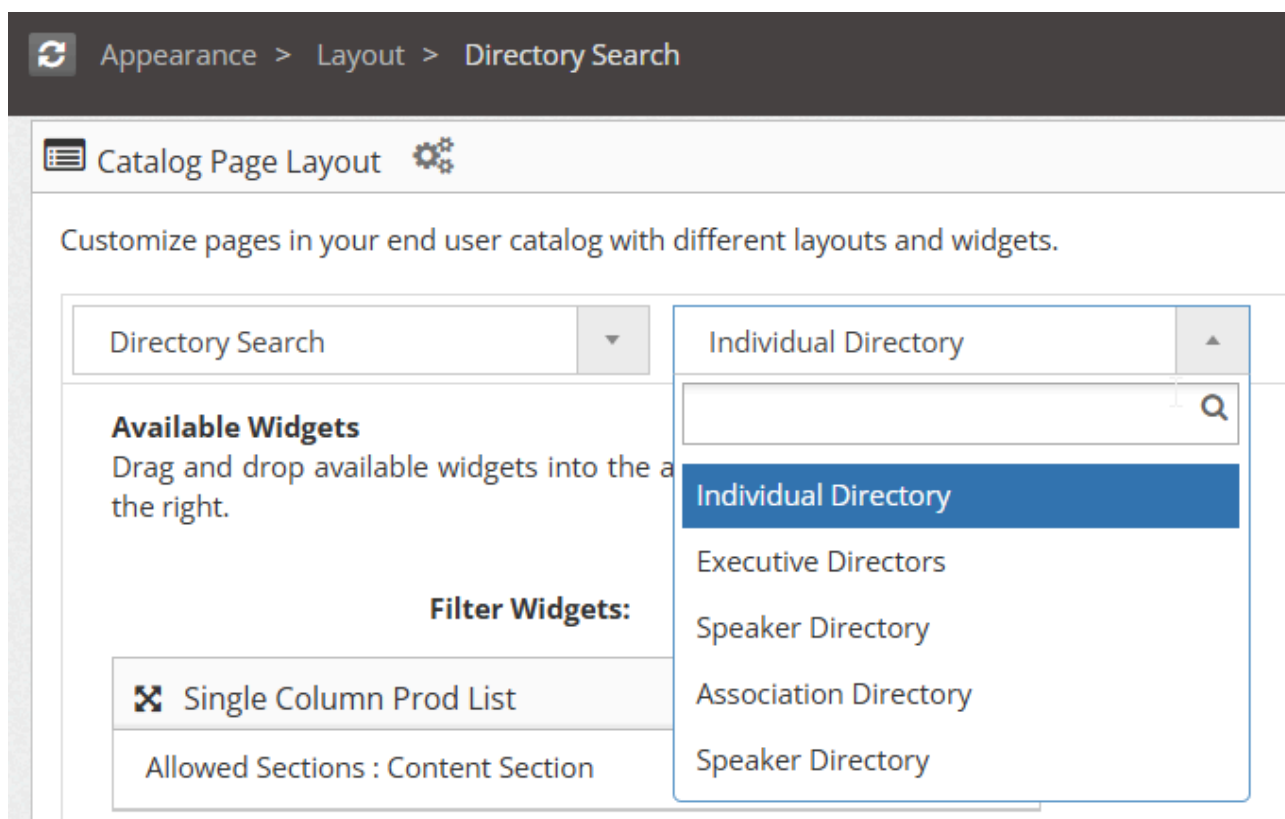 Appearance > Layout > Directory Search
Catalog Page Layout
Customize pages in your end user catalog with different layouts and widgets.
Directory Search
Individual Directory
Available Widgets
Drag and drop available widgets into the a
the right.
Filter Widgets:
Single Column Prod List
Allowed Sections : Content Section
Individual Directory
Executive Directors
Speaker Directory
Association Directory
Speaker Directory